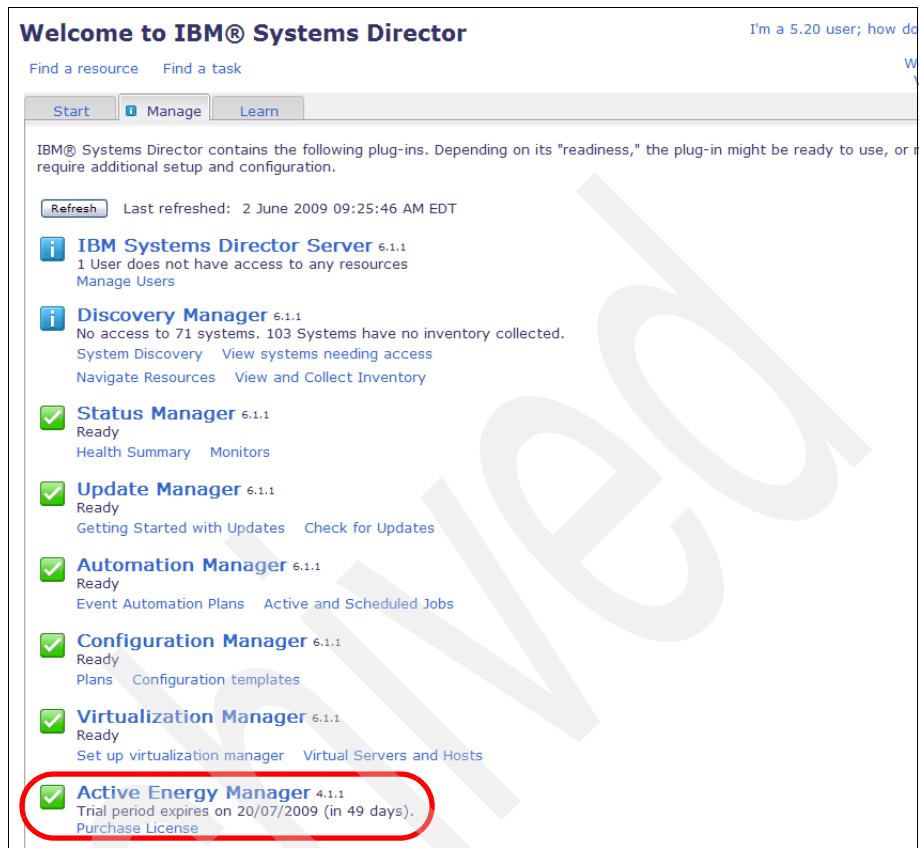 Welcome to IBM® Systems Director
I'm a 5.20 user; how do
Find a resource Find a task
W
Start Manage Learn
IBM® Systems Director contains the following plug-ins. Depending on its "readiness," the plug-in might be ready to use, or
require additional setup and configuration.
Refresh Last refreshed: 2 June 2009 09:25:46 AM EDT
IBM Systems Director Server 6.1.1
1 User does not have access to any resources
Manage Users
Discovery Manager 6.1.1
No access to 71 systems. 103 Systems have no inventory collected.
System Discovery View systems needing access
Navigate Resources View and Collect Inventory
Status Manager 6.1.1
Ready
Health Summary Monitors
Update Manager 6.1.1
Ready
Getting Started with Updates Check for Updates
Automation Manager 6.1.1
Ready
Event Automation Plans Active and Scheduled Jobs
Configuration Manager 6.1.1
Ready
Plans Configuration templates
Virtualization Manager 6.1.1
Ready
Set up virtualization manager Virtual Servers and Hosts
Active Energy Manager 4.1.1
Trial period expires on 20/07/2009 (in 49 days).
Purchase License
hived